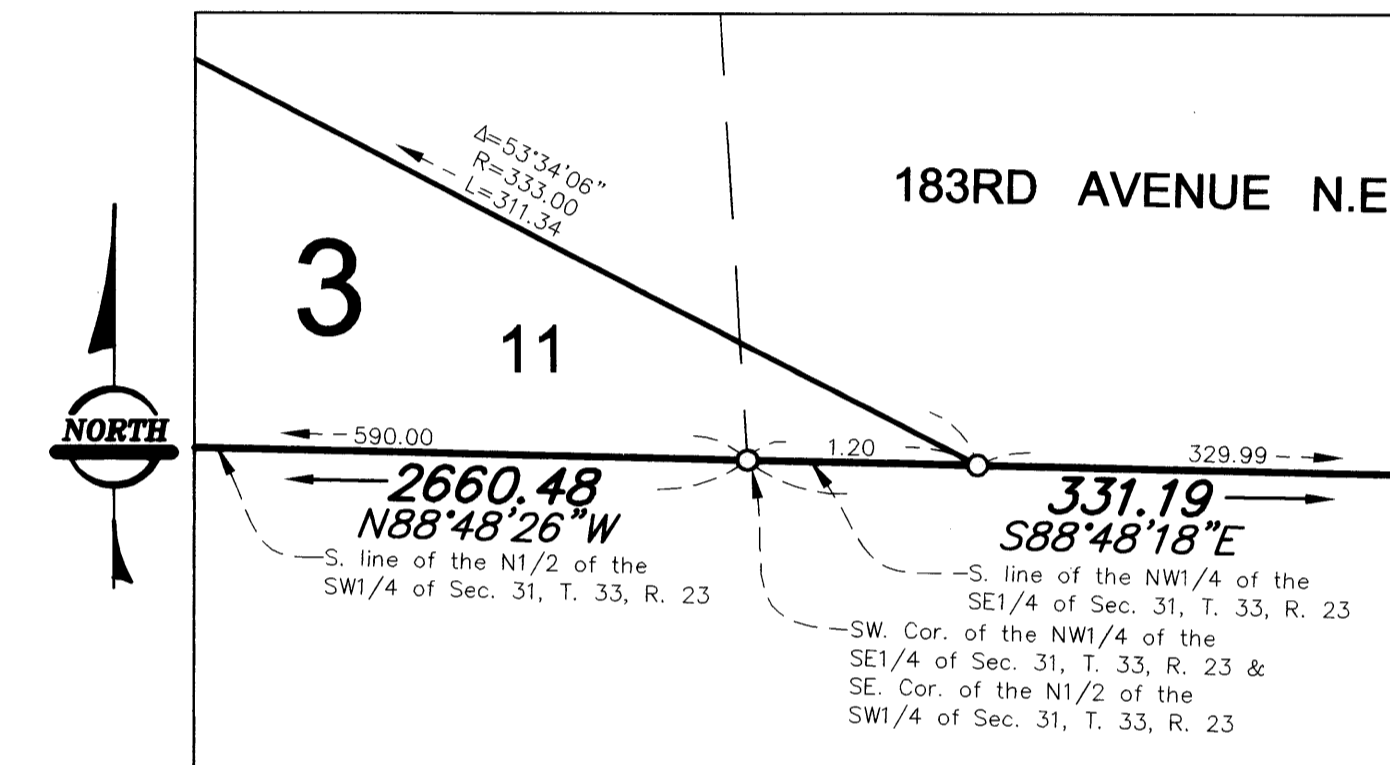 Δ=53°34'06"
R=333.00
L=311.34
183RD AVENUE N.E
3
11
NORTH
590.00
1.20
329.99
2660.48
N88°48'26"W
331.19
S88°48'18"E
S. line of the N1/2 of the
SW1/4 of Sec. 31, T. 33, R. 23
S. line of the NW1/4 of the
SE1/4 of Sec. 31, T. 33, R. 23
SW. Cor. of the NW1/4 of the
SE1/4 of Sec. 31, T. 33, R. 23 &
SE. Cor. of the N1/2 of the
SW1/4 of Sec. 31, T. 33, R. 23